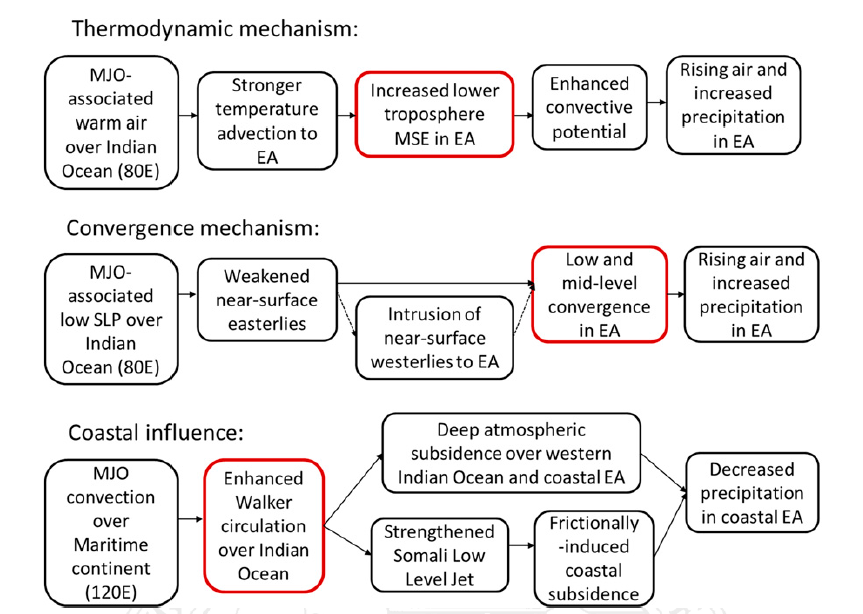 Thermodynamic mechanism:
MJO-
associated
warm air
over Indian
Ocean (80E)
Stronger
temperature
advection to
EA
Increased lower
troposphere
MSE in EA
Enhanced
convective
potential
Rising air and
increased
precipitation
in EA
Convergence mechanism:
MJO-
associated
low SLP over
Indian
Ocean (80E)
Weakened
near-surface
easterlies
Intrusion of
near-surface
westerlies to EA
Low and
mid-level
convergence
in EA
Rising air and
increased
precipitation
in EA
Coastal influence:
MJO
convection
over
Maritime
continent
(120E)
Enhanced
Walker
circulation
over Indian
Ocean
Deep atmospheric
subsidence over western
Indian Ocean and coastal EA
Strengthened
Somali Low
Level Jet
Frictionally
-induced
coastal
subsidence
Decreased
precipitation
in coastal EA